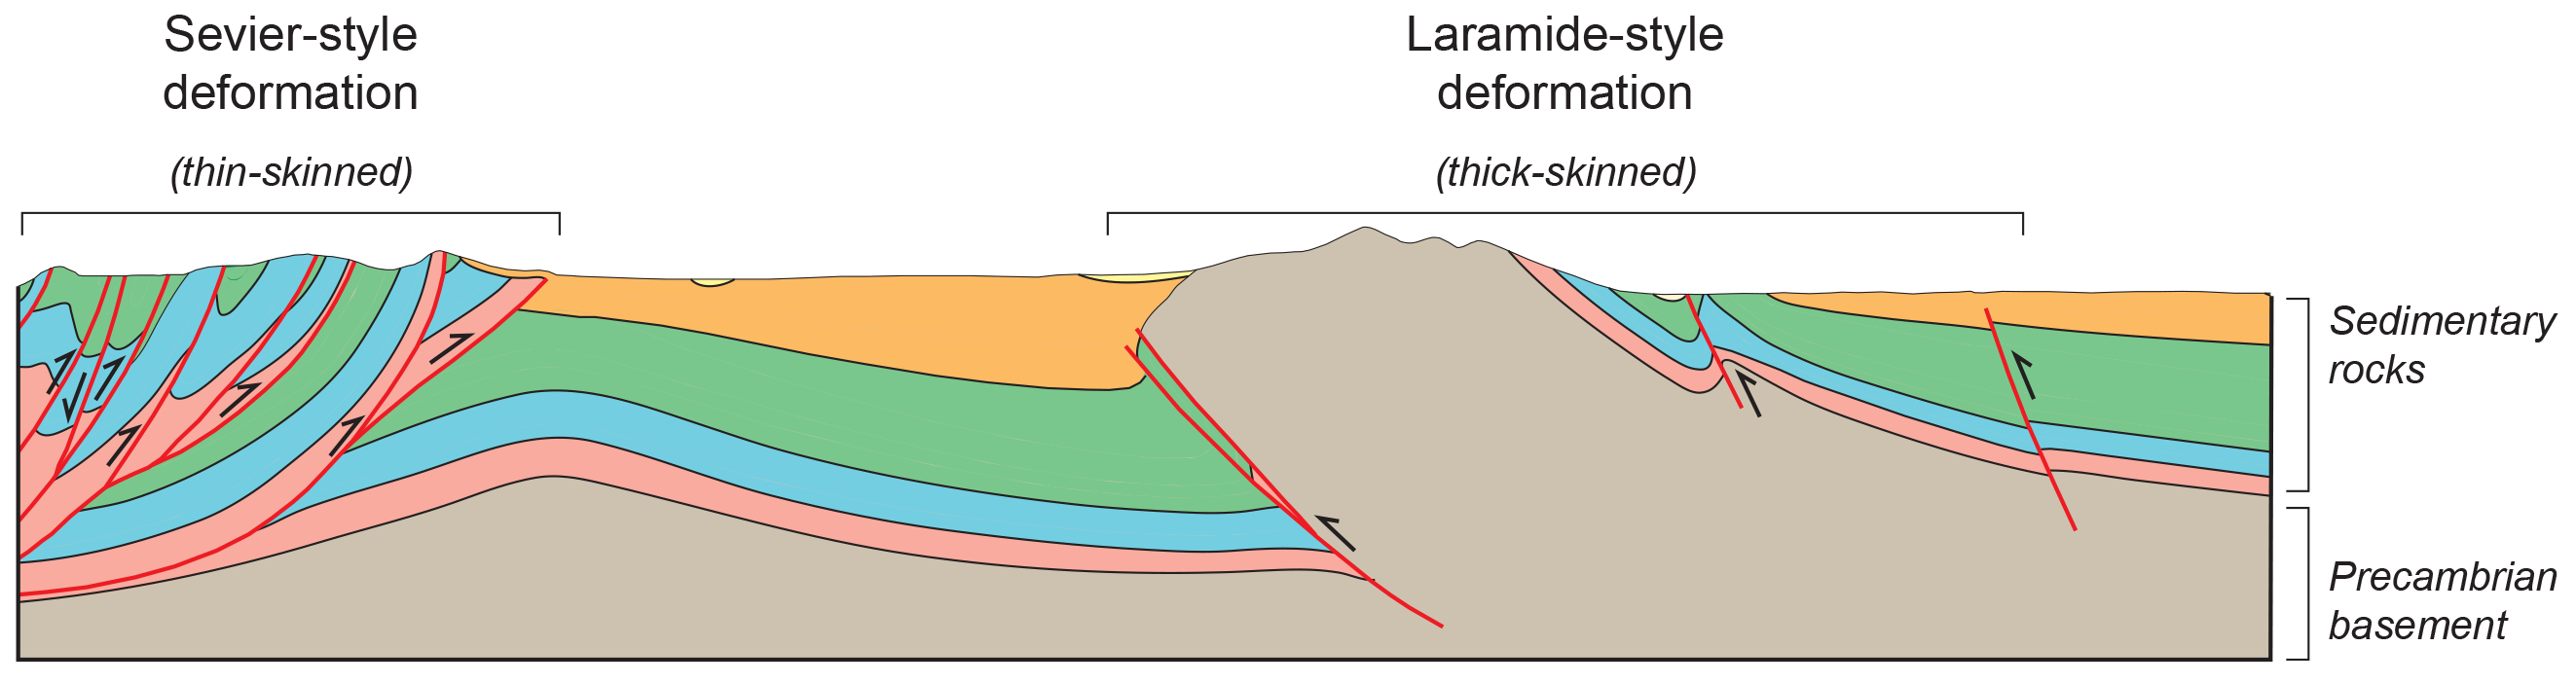 Sevier-style
deformation
(thin-skinned)
Laramide-style
deformation
(thick-skinned)
Sedimentary
rocks
Precambrian
basement